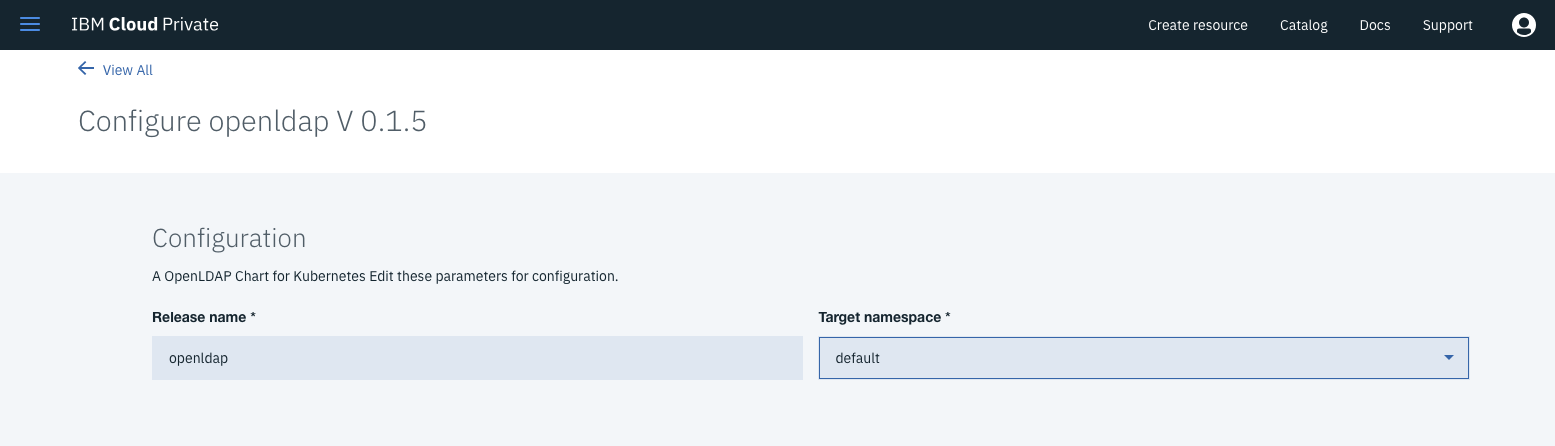 IBM Cloud Private
Create resource Catalog Docs Support
View All
Configure openldap V 0.1.5
Configuration
A OpenLDAP Chart for Kubernetes Edit these parameters for configuration.
Release name * Target namespace *
openldap default